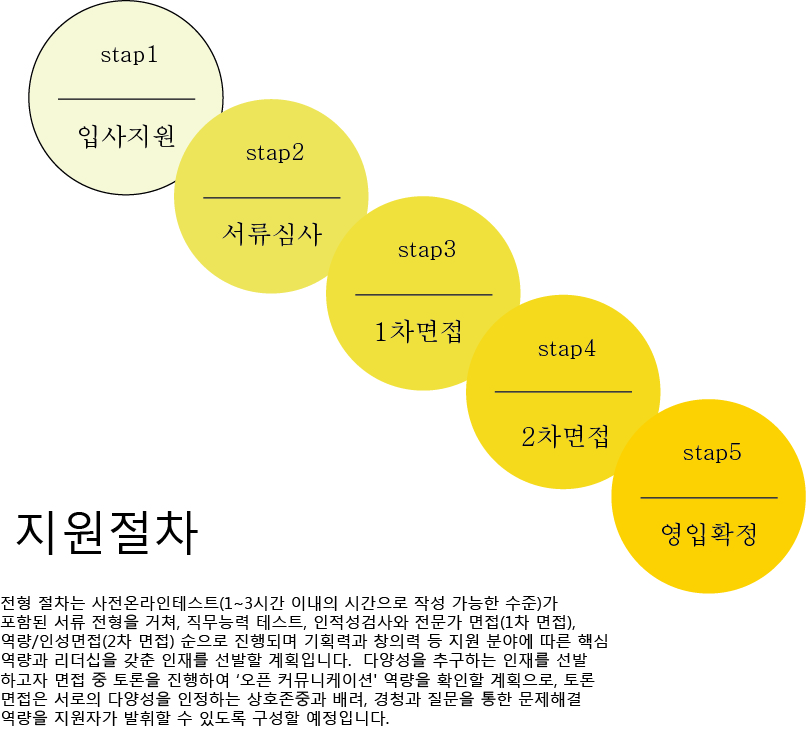 stap1
입사지원
stap2
서류심사
stap3
1차면접
stap4
2차면접
stap5
영입확정
지원절차
전형 절차는 사전온라인테스트(1~3시간 이내의 시간으로 작성 가능한 수준)가
포함된 서류 전형을 거쳐, 직무능력 테스트, 인적성검사와 전문가 면접(1차 면접),
역량/인성면접(2차 면접) 순으로 진행되며 기획력과 창의력 등 지원 분야에 따른 핵심
역량과 리더십을 갖춘 인재를 선발할 계획입니다.  다양성을 추구하는 인재를 선발
하고자 면접 중 토론을 진행하여 ‘오픈 커뮤니케이션' 역량을 확인할 계획으로, 토론
면접은 서로의 다양성을 인정하는 상호존중과 배려, 경청과 질문을 통한 문제해결
역량을 지원자가 발휘할 수 있도록 구성할 예정입니다.